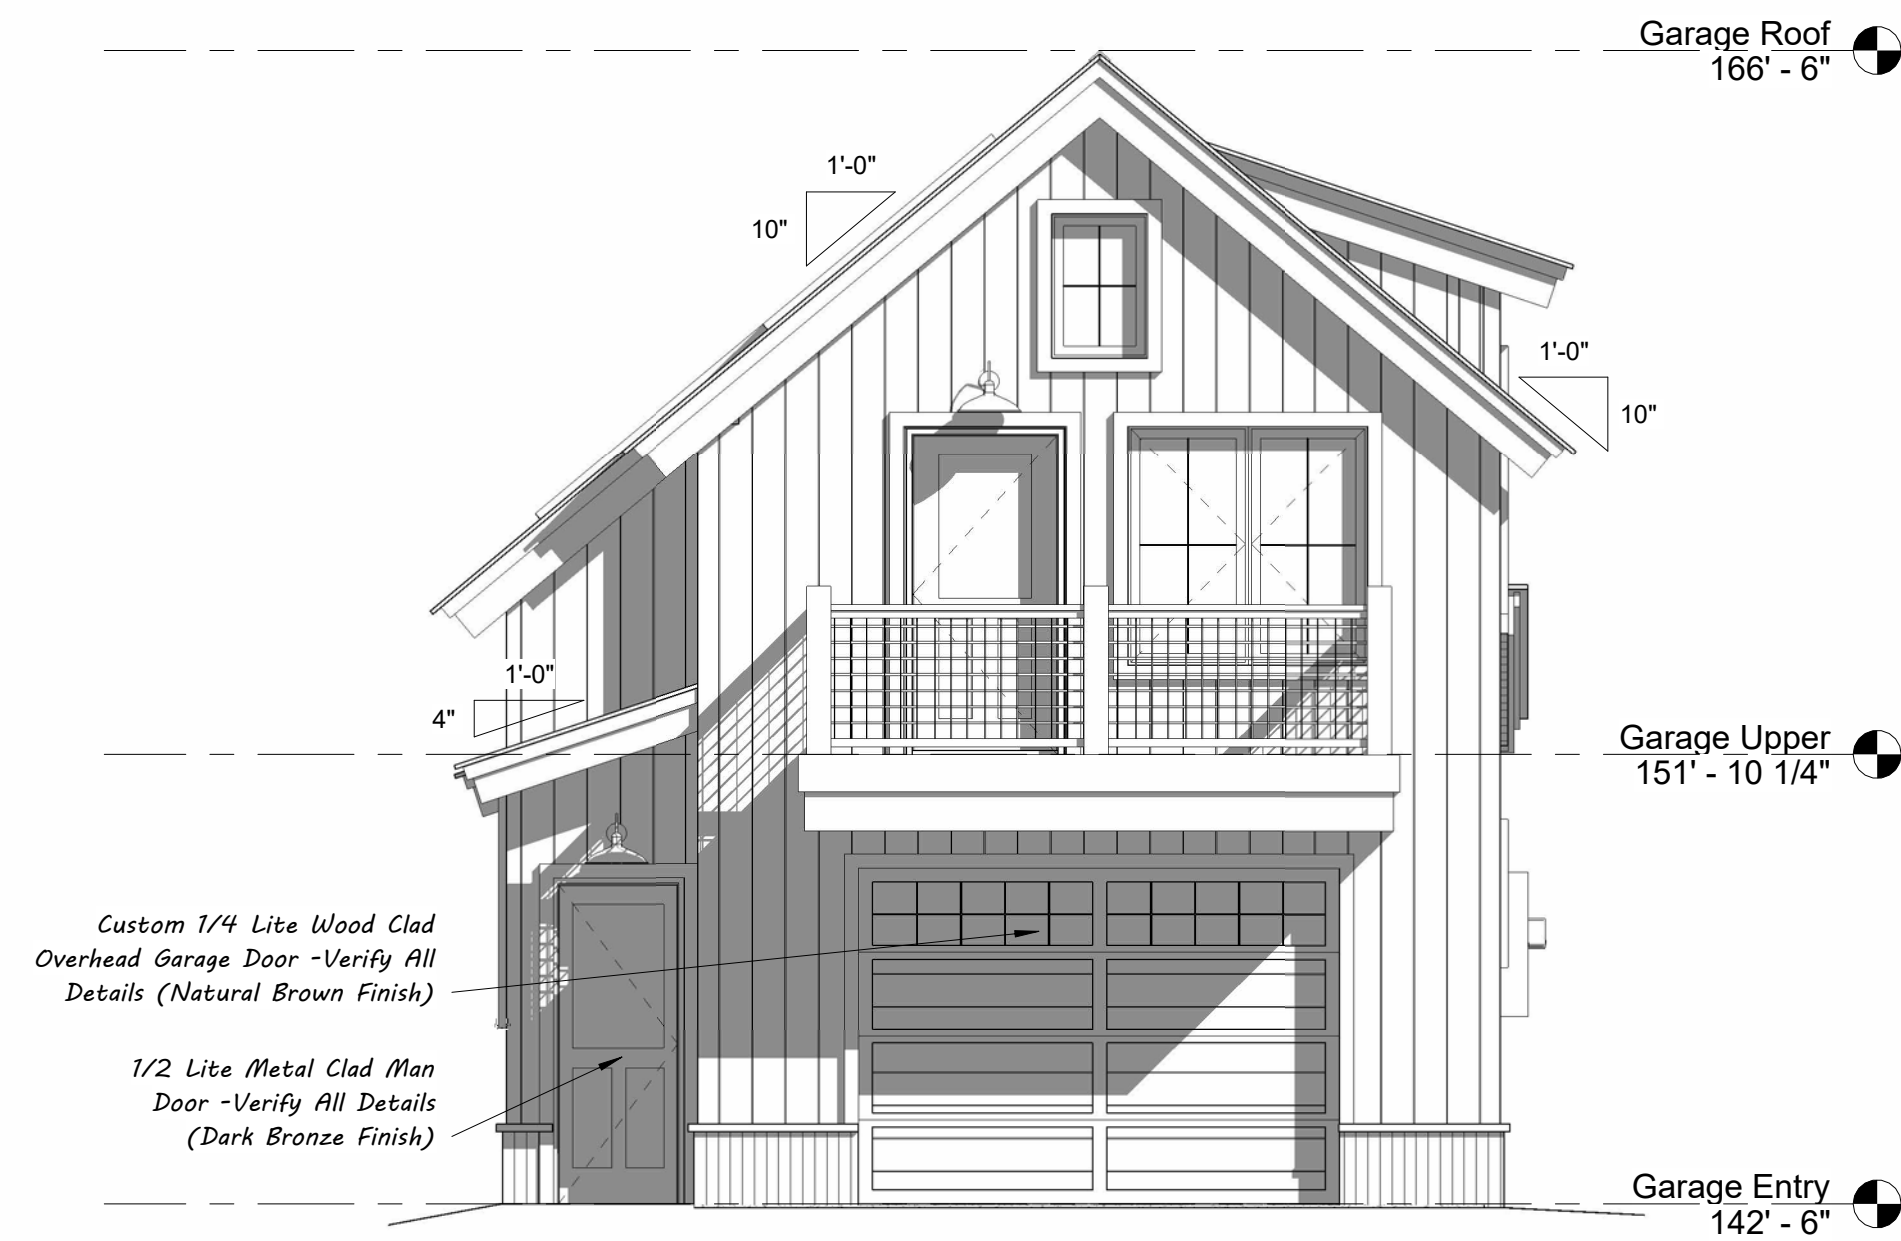 Garage Roof
166' - 6"
1'-0"
10"
1'-0"
10"
1'-0"
4"
Garage Upper
151' - 10 1/4"
Custom 1/4 Lite Wood Clad
Overhead Garage Door -Verify All
Details (Natural Brown Finish)
1/2 Lite Metal Clad Man
Door -Verify All Details
(Dark Bronze Finish)
Garage Entry
142' - 6"